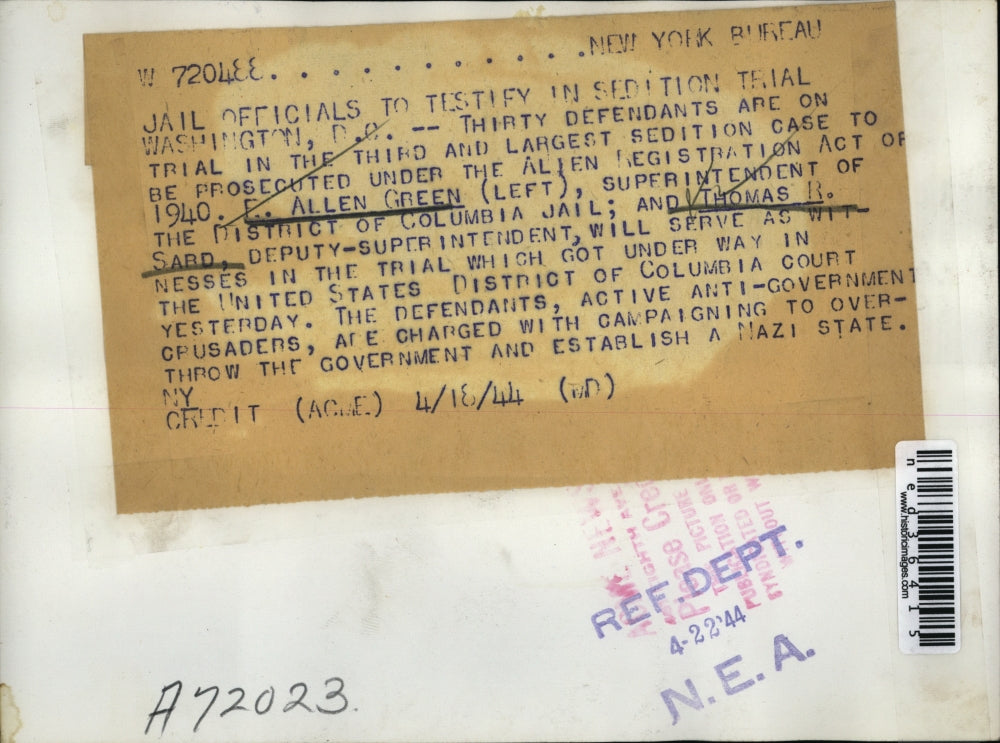 W 720488. . . . . . . . . . . .NEW YORK BUREAU
JAIL OFFICIALS TO TESTIFY IN SEDITION TRIAL
WASHINGTON, D.C. -- THIRTY DEFENDANTS ARE ON
TRIAL IN THE THIRD AND LARGEST SEDITION CASE TO
BE PROSECUTED UNDER THE ALIEN REGISTRATION ACT OF
1940. E. ALLEN GREEN (LEFT), SUPERINTENDENT OF
THE DISTRICT OF COLUMBIA JAIL; AND THOMAS R.
SARD, DEPUTY-SUPERINTENDENT, WILL SERVE AS WIT-
NESSES IN THE TRIAL WHICH GOT UNDER WAY IN
THE UNITED STATES DISTRICT OF COLUMBIA COURT
YESTERDAY. THE DEFENDANTS, ACTIVE ANTI-GOVERNMENT
CRUSADERS, ARE CHARGED WITH CAMPAIGNING TO OVER-
THROW THE GOVERNMENT AND ESTABLISH A NAZI STATE.
NY
CREDIT (ACME) 4/18/44 (WD)
Please
PICTURE
REF. DEPT.
4-22'44
N.E.A.
ned36415
www.historicimages.com
A72023.